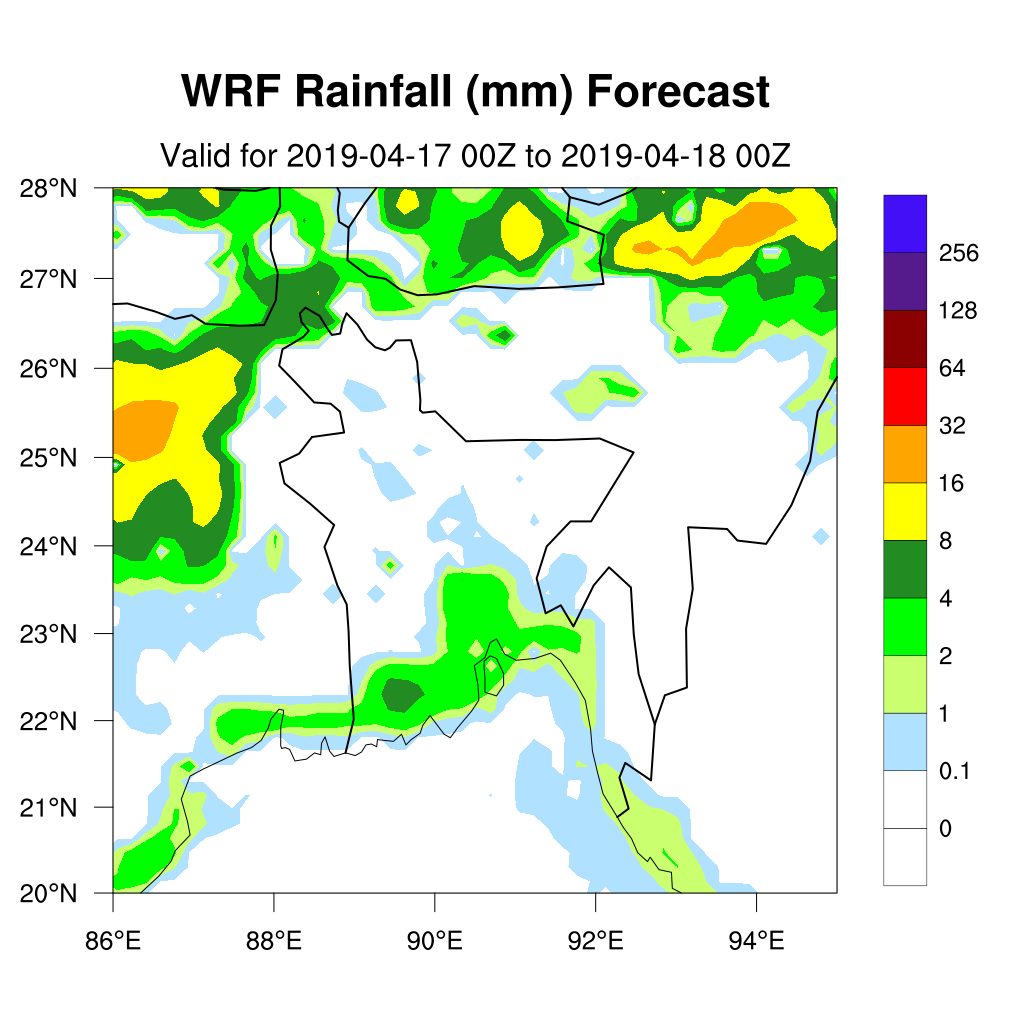 WRF Rainfall (mm) Forecast
Valid for 2019-04-17 00Z to 2019-04-18 00Z
28°N
27°N
26°N
25°N
24°N
23°N
22°N
21°N
20°N
86°E 88°E 90°E 92°E 94°E
256
128
64
32
16
8
4
2
1
0.1
0